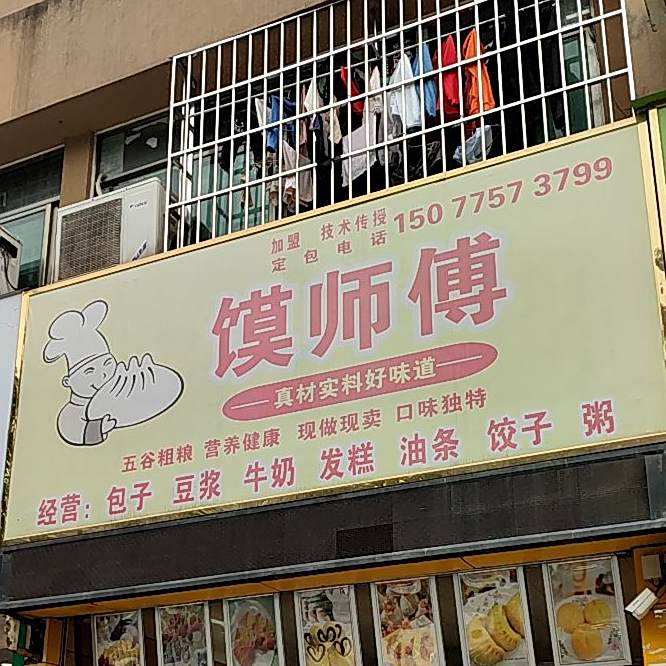 加盟 技术传授
定包电话 150 7757 3799
馍师傅
真材实料好味道
五谷粗粮 营养健康 现做现卖 口味独特
经营：包子 豆浆 牛奶 发糕 油条 饺子 粥